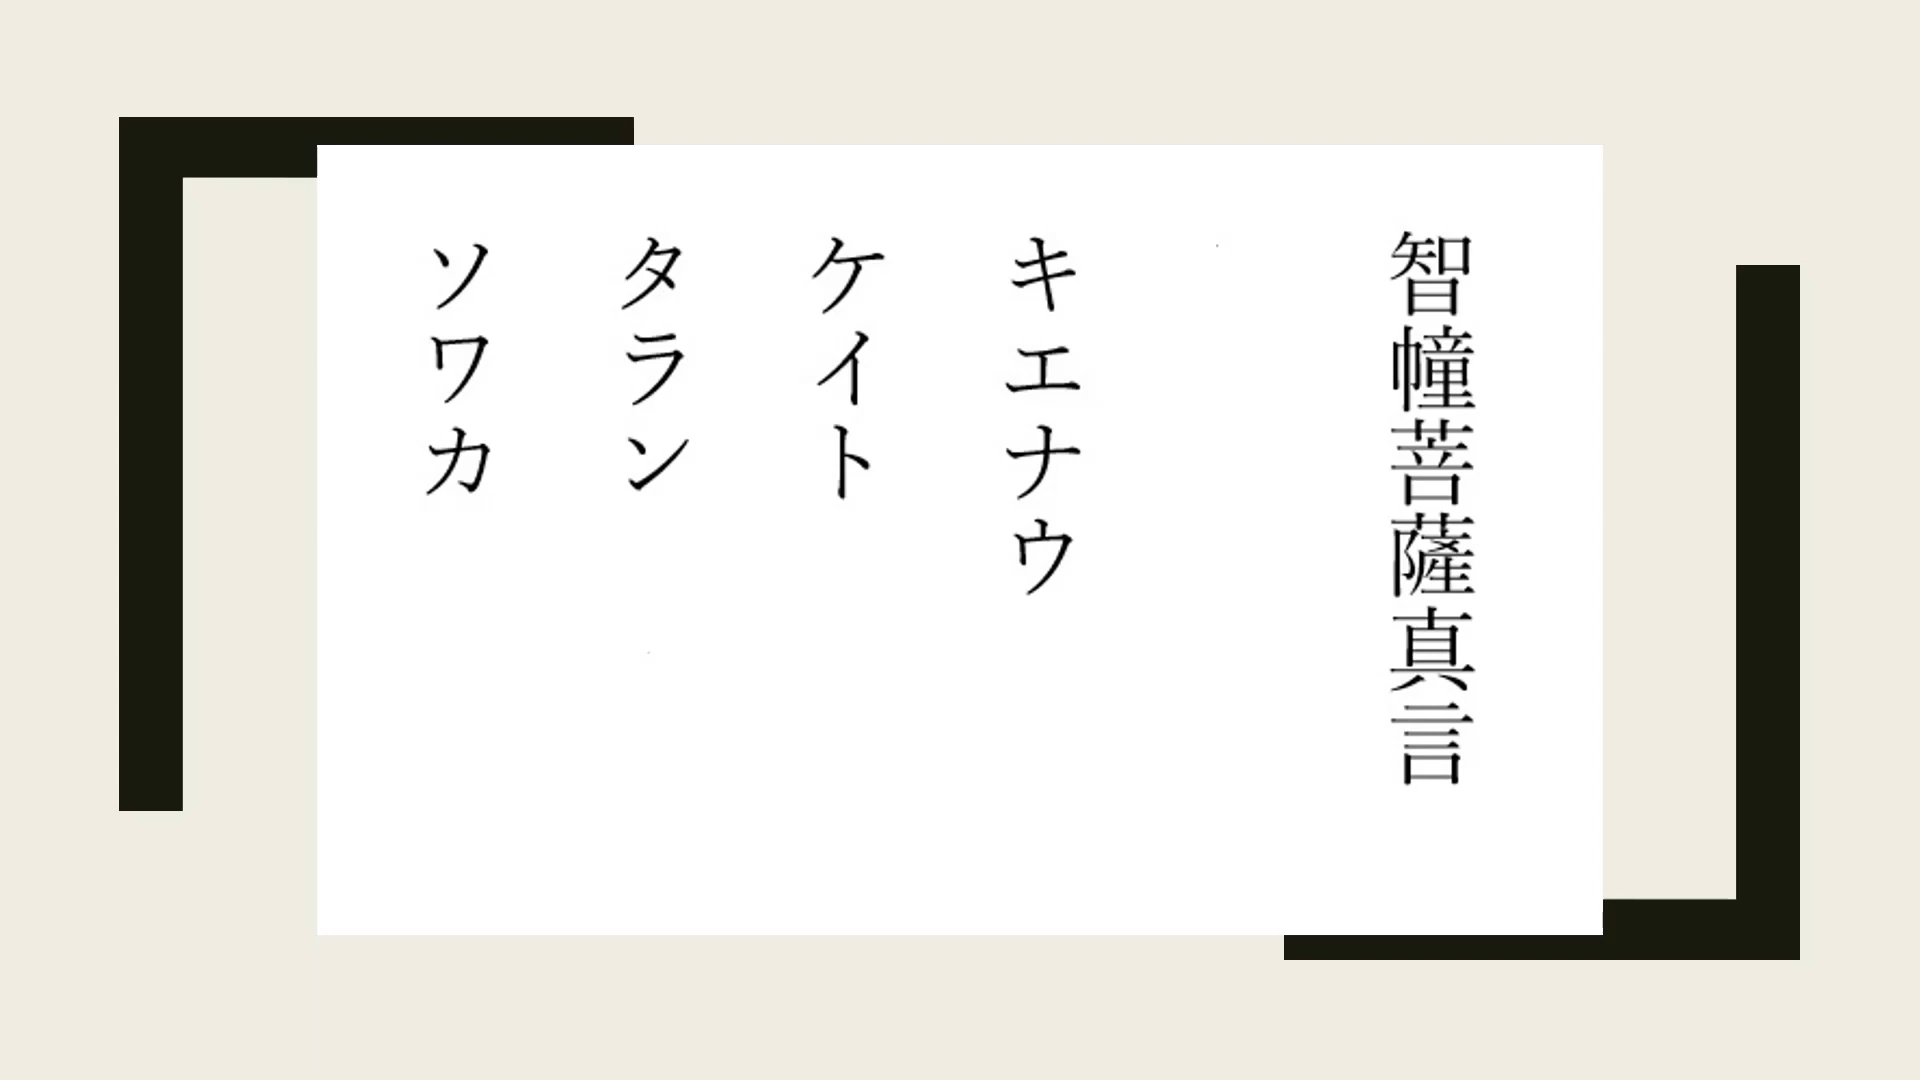 智幢菩薩真言
キエナウ
ケイト
タラン
ソワカ